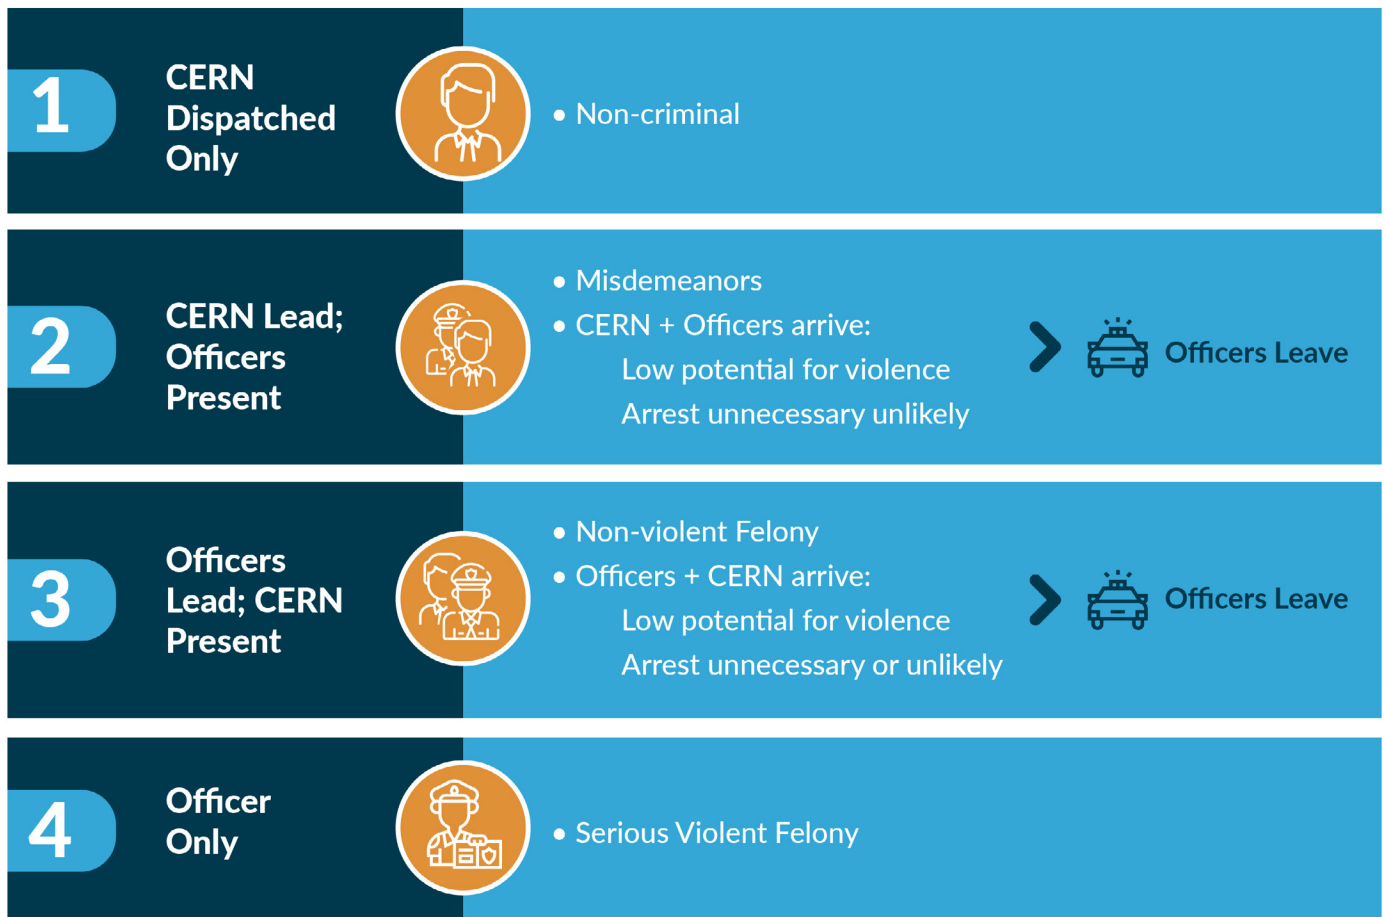 1
CERN
Dispatched
Only
• Non-criminal
2
CERN Lead;
Officers
Present
• Misdemeanors
• CERN + Officers arrive:
Low potential for violence
Arrest unnecessary unlikely
Officers Leave
3
Officers
Lead; CERN
Present
• Non-violent Felony
• Officers + CERN arrive:
Low potential for violence
Arrest unnecessary or unlikely
Officers Leave
4
Officer
Only
• Serious Violent Felony